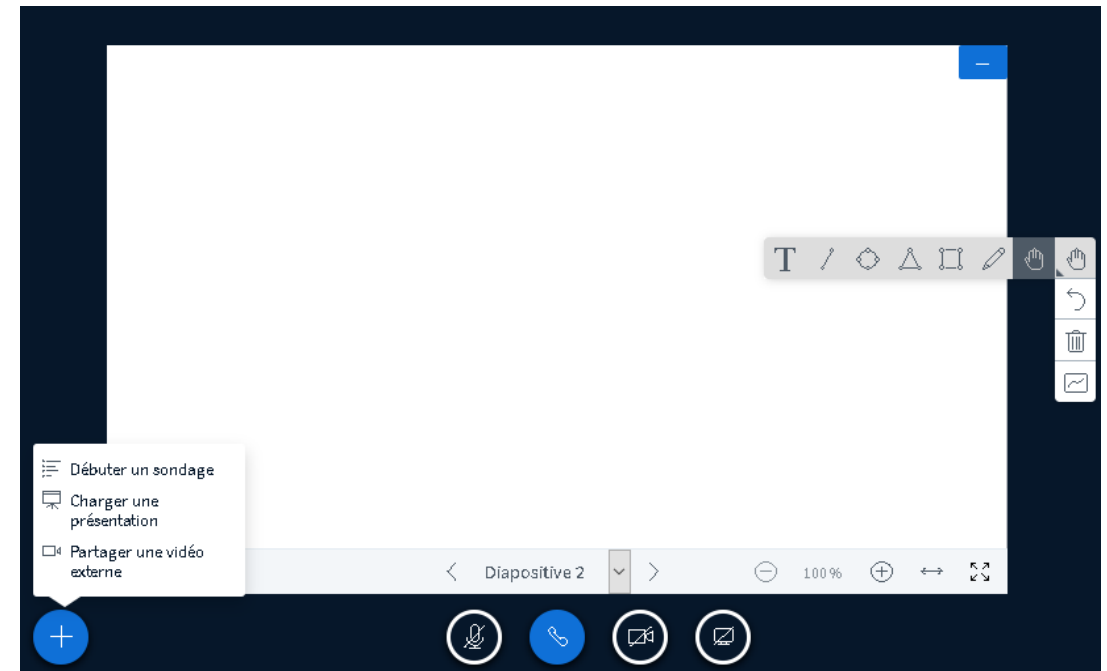 T
Débuter un sondage
Charger une
présentation
Partager une vidéo
externe
Diapositive 2
100 %